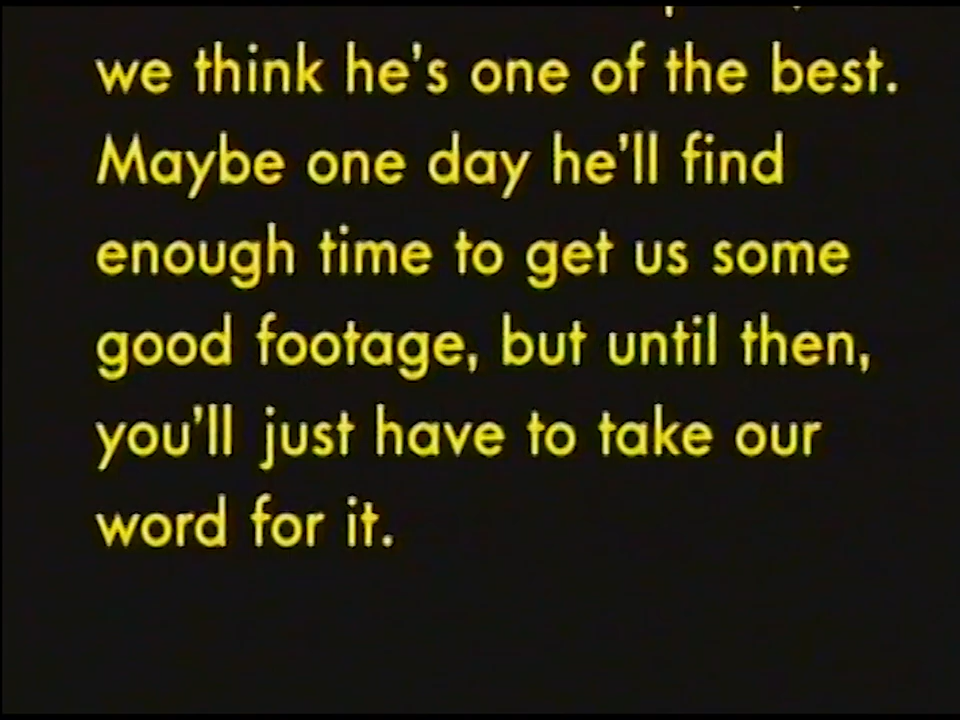 we think he's one of the best.
Maybe one day he'll find
enough time to get us some
good footage, but until then,
you'll just have to take our
word for it.